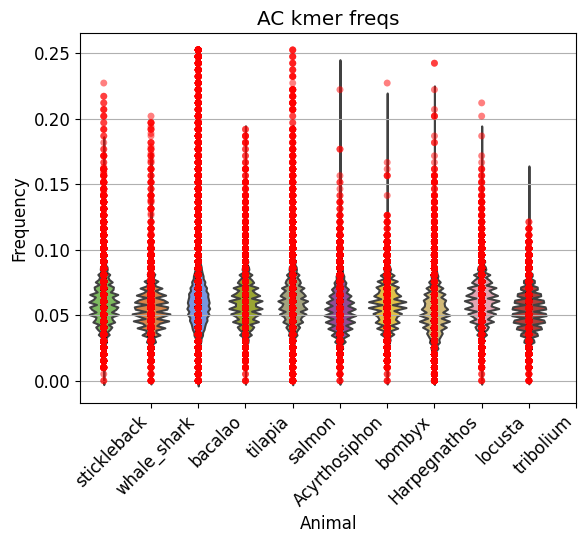 AC kmer freqs
0.25
0.20
0.15
0.10
0.05
0.00
Frequency
stickleback
whale_shark
bacalao
tilapia
salmon
Acyrthosiphon
bombyx
Harpegnathos
locusta
tribolium
Animal